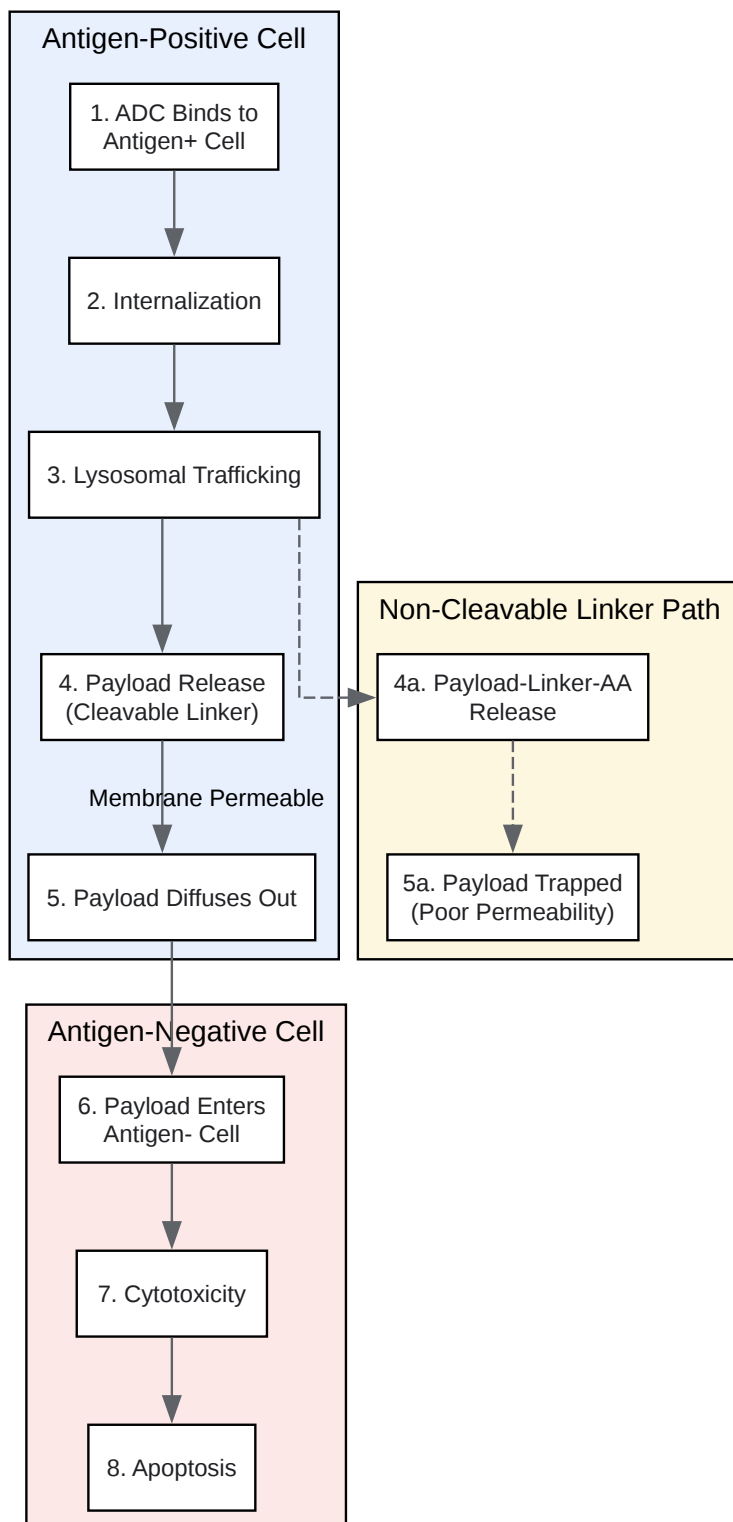 Antigen-Positive Cell
1. ADC Binds to
Antigen+ Cell
2. Internalization
3. Lysosomal Trafficking
Non-Cleavable Linker Path
4. Payload Release
(Cleavable Linker)
4a. Payload-Linker-AA
Release
Membrane Permeable
5. Payload Diffuses Out
5a. Payload Trapped
(Poor Permeability)
Antigen-Negative Cell
6. Payload Enters
Antigen- Cell
7. Cytotoxicity
8. Apoptosis